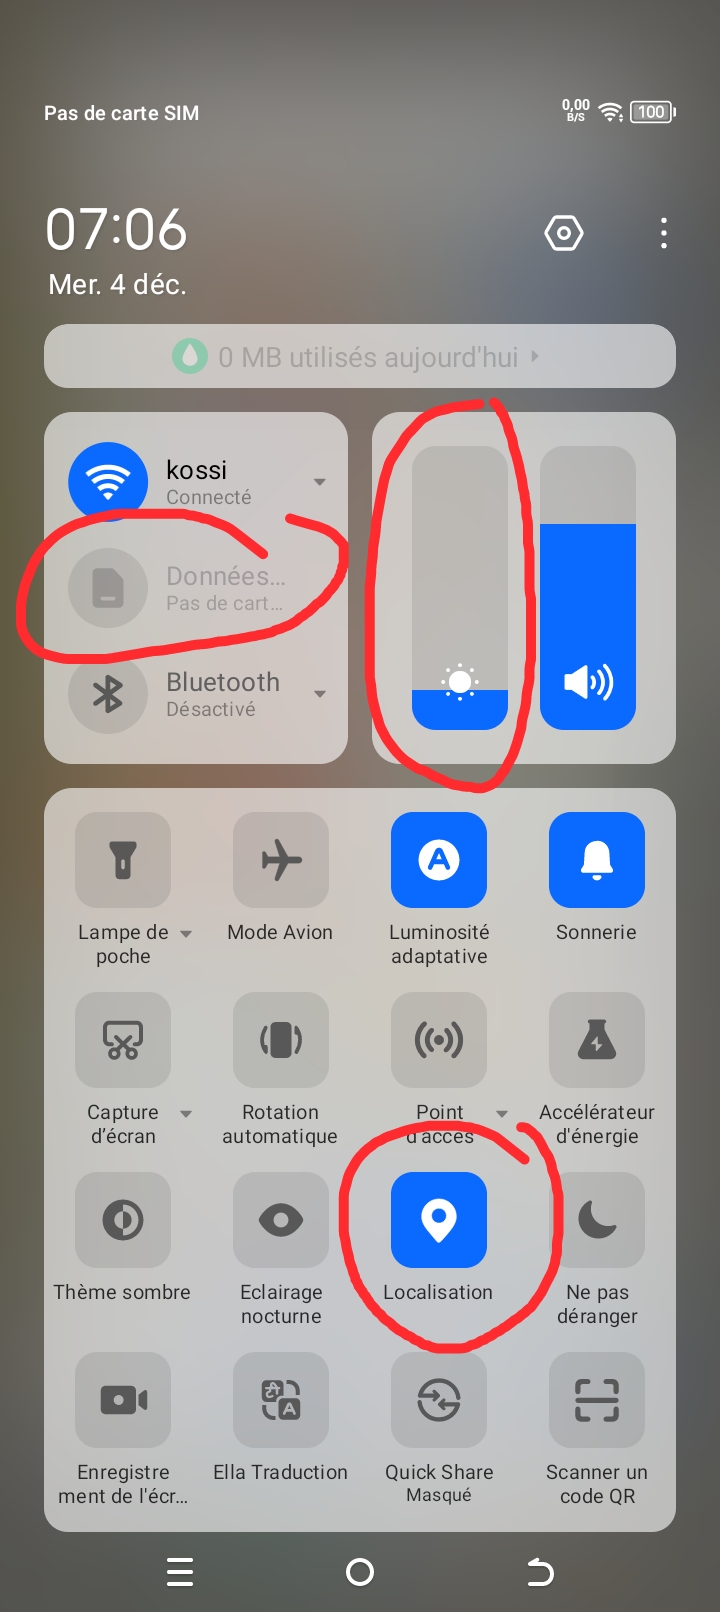 Pas de carte SIM
0,00
B/S
100
07:06
Mer. 4 déc.
0 MB utilisés aujourd'hui
kossi
Connecté
Données...
Pas de cart...
Bluetooth
Désactivé
Lampe de
poche
Mode Avion
A
Luminosité
adaptative
Sonnerie
Capture
d'écran
Rotation
automatique
Point
d'accès
Accélérateur
d'énergie
Thème sombre
Eclairage
nocturne
Localisation
Ne pas
déranger
Enregistre
ment de l'écr...
A
Ella Traduction
Quick Share
Masqué
Scanner un
code QR